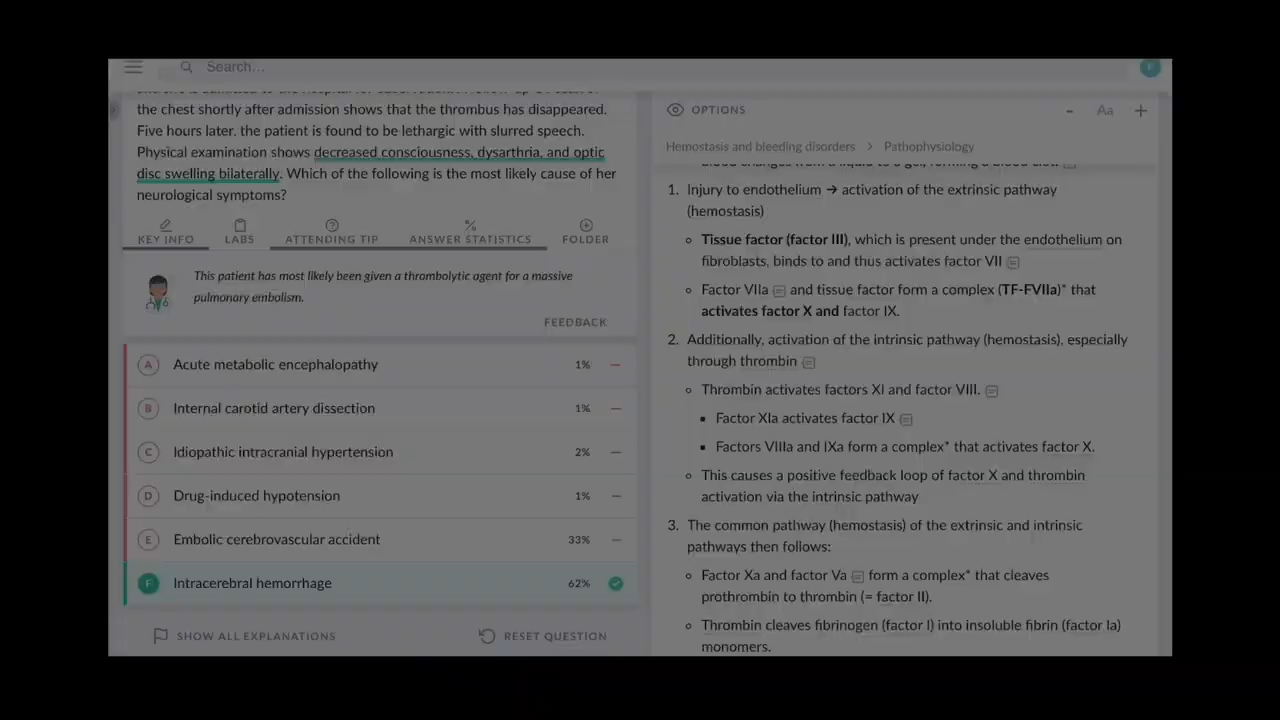 Search...
F
the chest shortly after admission shows that the thrombus has disappeared.
Five hours later, the patient is found to be lethargic with slurred speech.
Physical examination shows decreased consciousness, dysarthria, and optic
disc swelling bilaterally. Which of the following is the most likely cause of her
neurological symptoms?
KEY INFO
LABS
ATTENDING TIP
ANSWER STATISTICS
FOLDER
This patient has most likely been given a thrombolytic agent for a massive
pulmonary embolism.
FEEDBACK
A Acute metabolic encephalopathy 1% –
B Internal carotid artery dissection 1% –
C Idiopathic intracranial hypertension 2% –
D Drug-induced hypotension 1% –
E Embolic cerebrovascular accident 33% –
F Intracerebral hemorrhage 62%
SHOW ALL EXPLANATIONS
RESET QUESTION
OPTIONS
- Aa +
Hemostasis and bleeding disorders > Pathophysiology
blood changes from a liquid to a gel, forming a blood clot.
1. Injury to endothelium → activation of the extrinsic pathway
(hemostasis)
Tissue factor (factor III), which is present under the endothelium on
fibroblasts, binds to and thus activates factor VII
Factor VIIa and tissue factor form a complex (TF-FVIIa)* that
activates factor X and factor IX.
2. Additionally, activation of the intrinsic pathway (hemostasis), especially
through thrombin
Thrombin activates factors XI and factor VIII.
Factor XIa activates factor IX
Factors VIIIa and IXa form a complex* that activates factor X.
This causes a positive feedback loop of factor X and thrombin
activation via the intrinsic pathway
3. The common pathway (hemostasis) of the extrinsic and intrinsic
pathways then follows:
Factor Xa and factor Va form a complex* that cleaves
prothrombin to thrombin (= factor II).
Thrombin cleaves fibrinogen (factor I) into insoluble fibrin (factor Ia)
monomers.